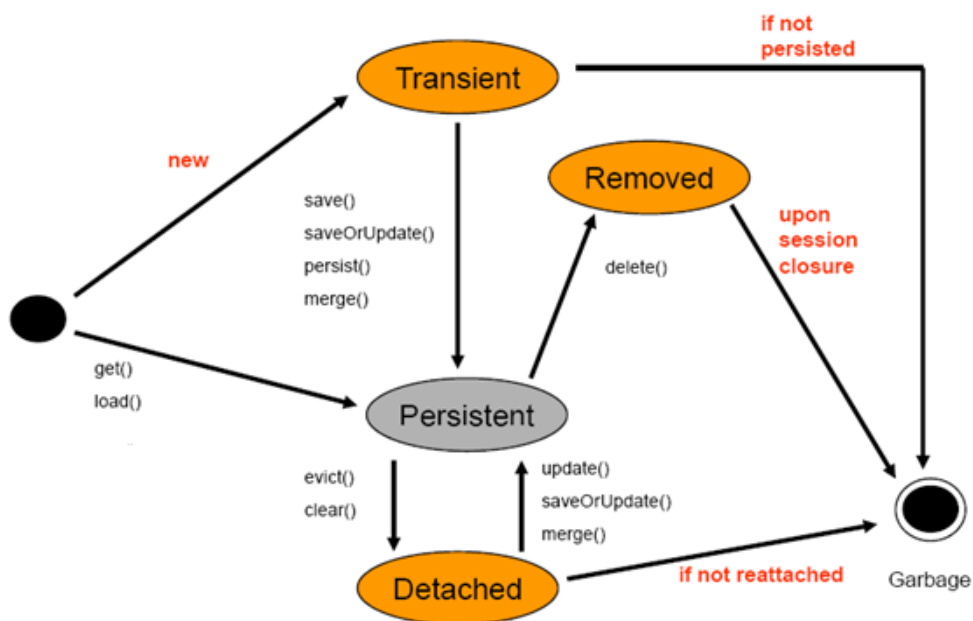 if not
persisted
Transient
new
Removed
save()
saveOrUpdate()
persist()
merge()
upon
session
closure
delete()
get()
load()
Persistent
evict()
clear()
update()
saveOrUpdate()
merge()
if not reattached
Detached
Garbage